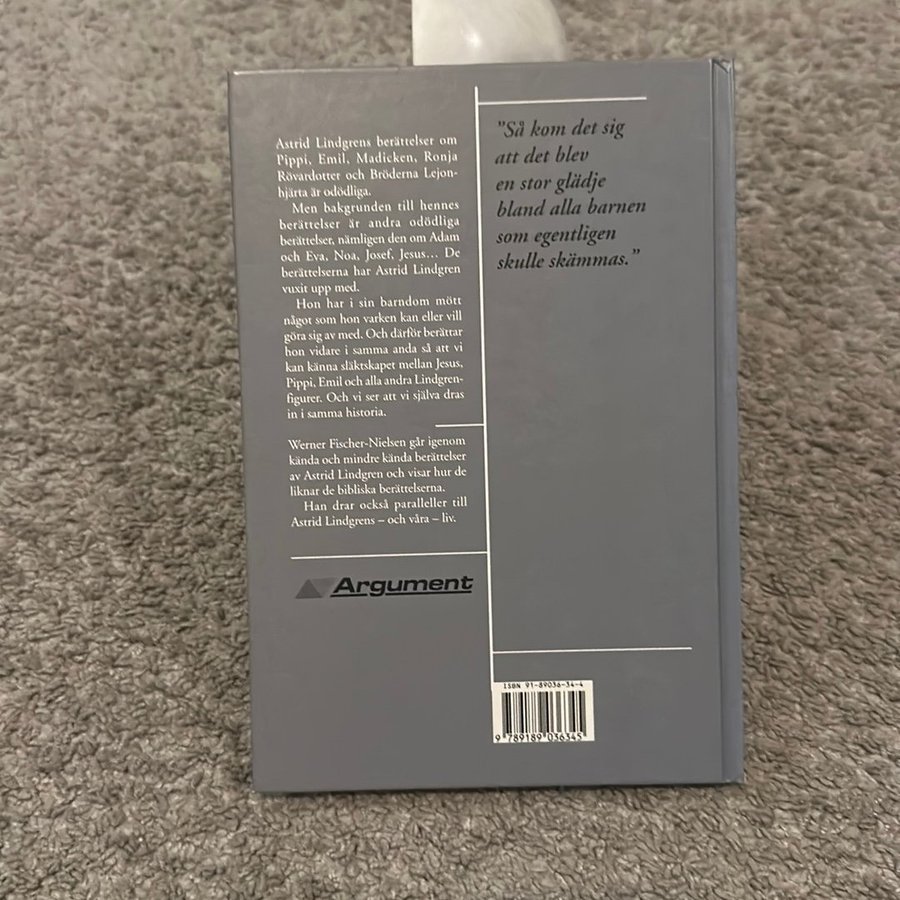 Astrid Lindgrens berättelser om
Pippi, Emil, Madicken, Ronja
Rövardotter och Bröderna Lejon-
hjärta är odödliga.
Men bakgrunden till hennes
berättelser är andra odödliga
berättelser, nämligen den om Adam
och Eva, Noa, Josef, Jesus... De
berättelserna har Astrid Lindgren
vuxit upp med.
Hon har i sin barndom mött
något som hon varken kan eller vill
göra sig av med. Och därför berättar
hon vidare i samma anda så att vi
kan känna släktskapet mellan Jesus,
Pippi, Emil och alla andra Lindgren-
figurer. Och vi ser att vi själva dras
in i samma historia.
Werner Fischer-Nielsen går igenom
kända och mindre kända berättelser
av Astrid Lindgren och visar hur de
liknar de bibliska berättelserna.
Han drar också paralleller till
Astrid Lindgrens – och våra – liv.
Argument
"Så kom det sig
att det blev
en stor glädje
bland alla barnen
som egentligen
skulle skämmas."
ISBN 91-89036-34-4
9 789189 036345